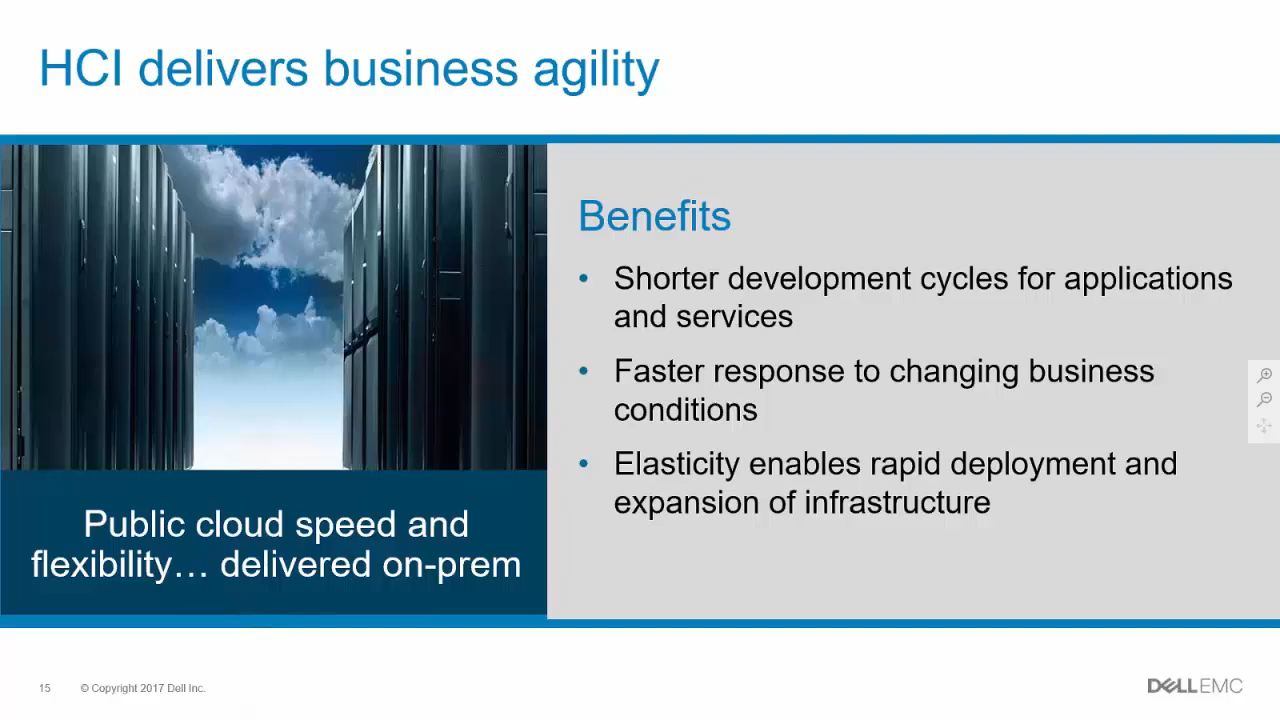 HCI delivers business agility
Public cloud speed and
flexibility… delivered on-prem
Benefits
• Shorter development cycles for applications
and services
• Faster response to changing business
conditions
• Elasticity enables rapid deployment and
expansion of infrastructure
15 © Copyright 2017 Dell Inc.
DELLEMC